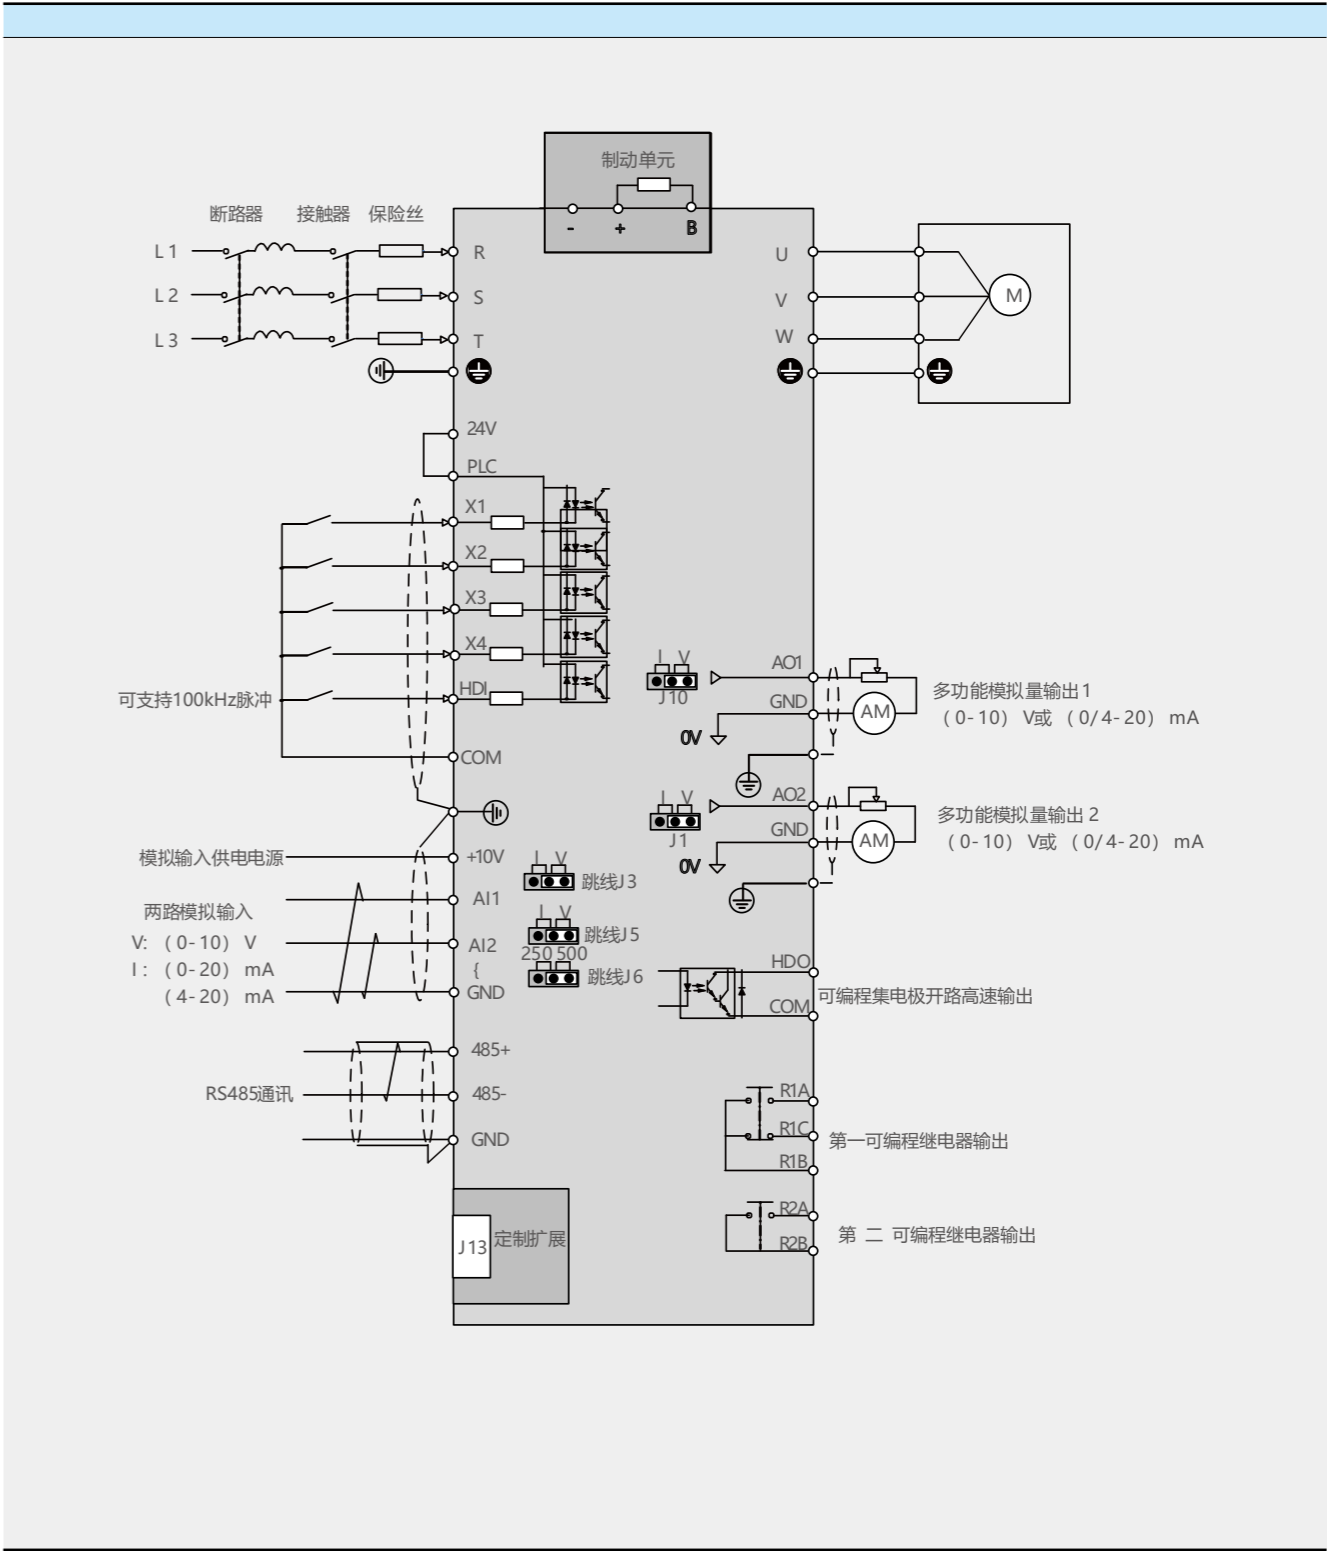 制动单元
- + B
断路器 接触器 保险丝
L1 R
L2 S
L3 T
U
V
W
M
24V
PLC
X1
X2
X3
X4
可支持100kHz脉冲 HDI
COM
I V
J10
AO1
GND
0V
AM
多功能模拟量输出1
(0-10) V或 (0/4-20) mA
I V
J1
AO2
GND
0V
AM
多功能模拟量输出2
(0-10) V或 (0/4-20) mA
模拟输入供电电源 +10V
两路模拟输入
V: (0-10) V
I: (0-20) mA
(4-20) mA
AI1
AI2
{
GND
I V
跳线J3
I V
跳线J5
250 500
跳线J6
HDO
COM
可编程集电极开路高速输出
485+
RS485通讯 485-
GND
R1A
R1C
R1B
第一可编程继电器输出
R2A
R2B
第 二 可编程继电器输出
J13 定制扩展